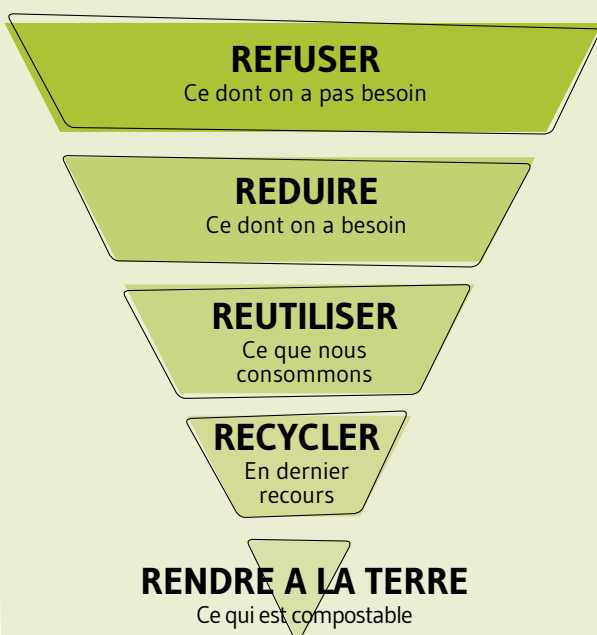 REFUSER
Ce dont on a pas besoin
REDUIRE
Ce dont on a besoin
REUTILISER
Ce que nous
consommons
RECYCLER
En dernier
recours
RENDRE A LA TERRE
Ce qui est compostable